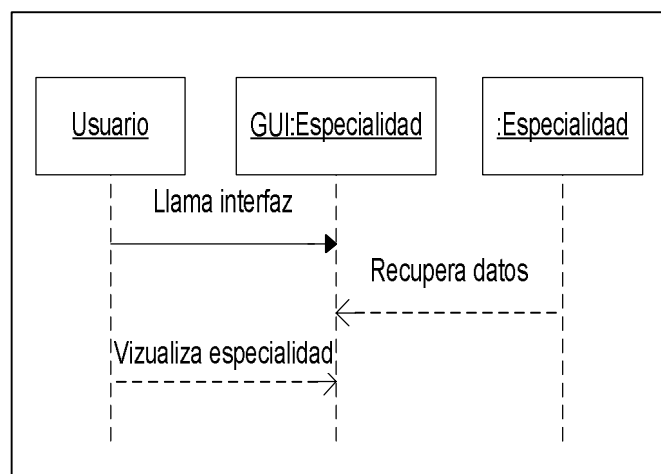 Usuario
GUI:Especialidad
:Especialidad
Llama interfaz
Recupera datos
Vizualiza especialidad